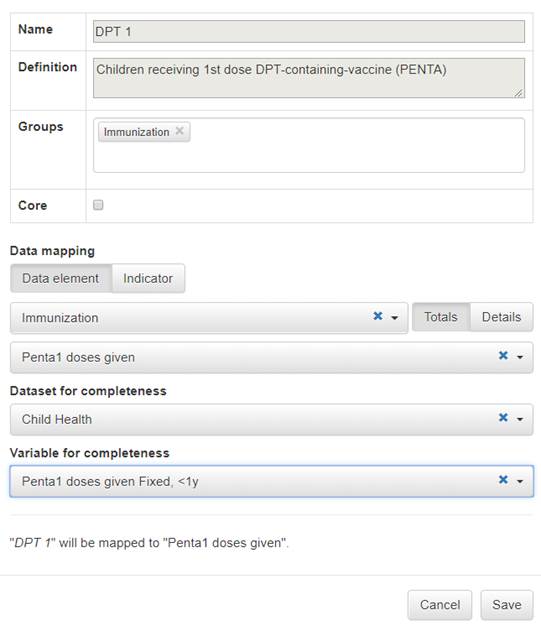 Name DPT 1
Definition Children receiving 1st dose DPT-containing-vaccine (PENTA)
Groups Immunization ×
Core
Data mapping
Data element Indicator
Immunization × Totals Details
Penta1 doses given ×
Dataset for completeness
Child Health ×
Variable for completeness
Penta1 doses given Fixed, <1y ×
"DPT 1" will be mapped to "Penta1 doses given".
Cancel Save